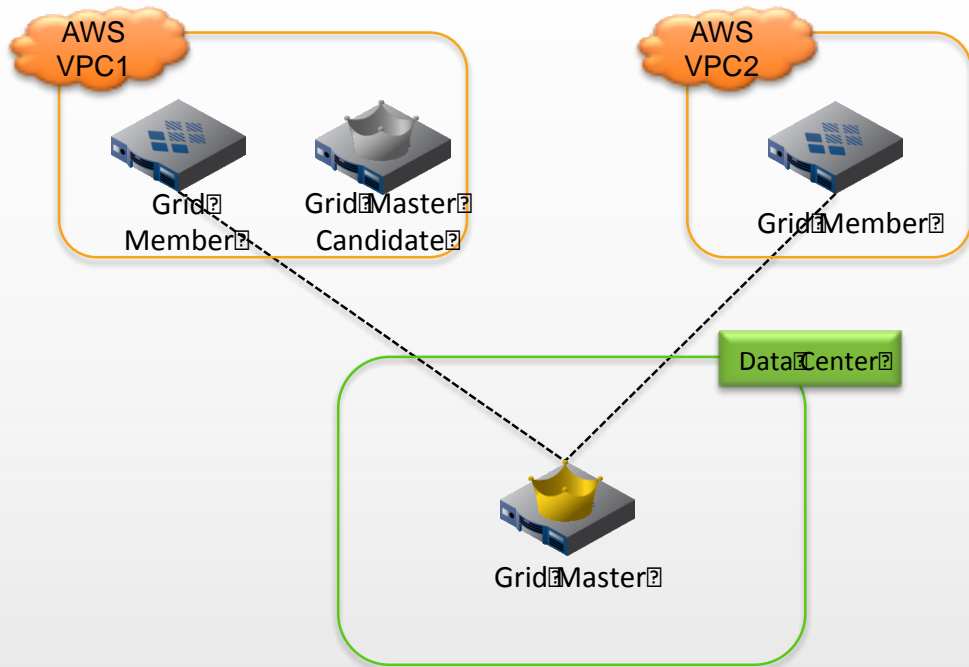 AWS
VPC1
AWS
VPC2
Grid
Member
Grid Master
Candidate
Grid Member
Data Center
Grid Master